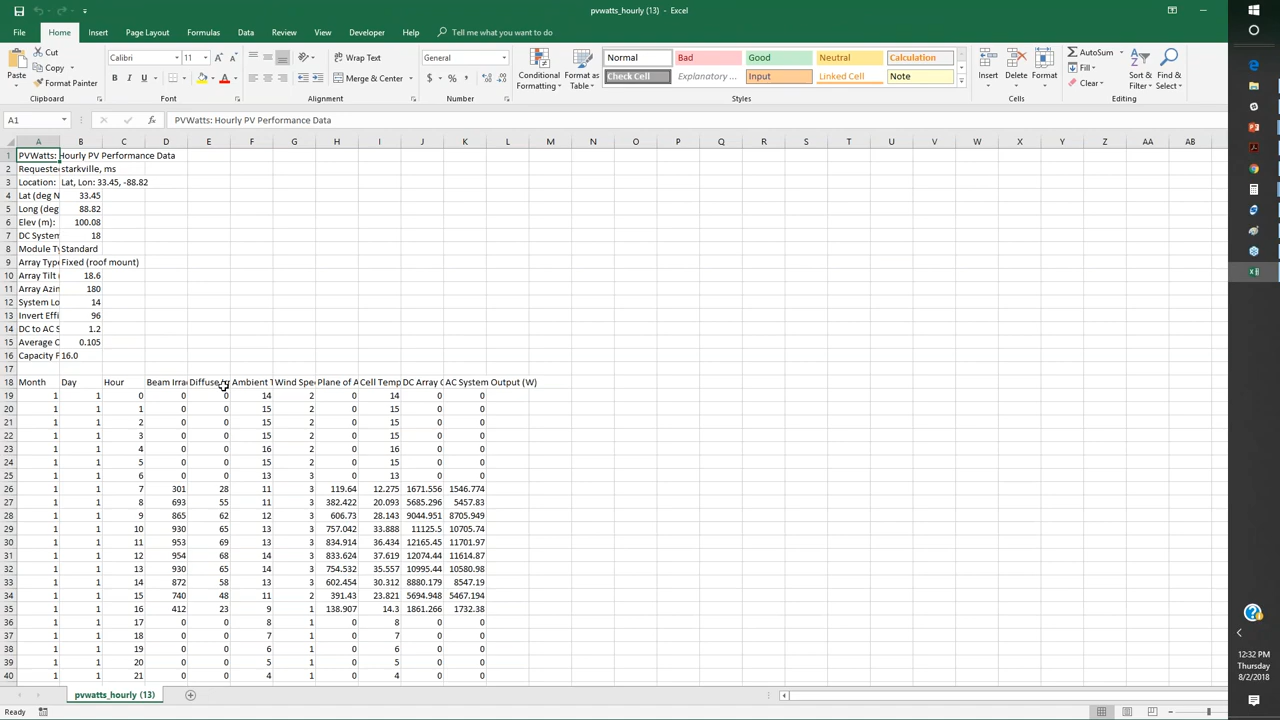 pvwatts_hourly (13) - Excel
File Home Insert Page Layout Formulas Data Review View Developer Help Tell me what you want to do
Paste Cut Copy Format Painter
Calibri 11 General
B I U Merge & Center $ % ,
Conditional Formatting Format as Table
Normal Bad Good Neutral Calculation
Check Cell Explanatory ... Input Linked Cell Note
Insert Delete Format
AutoSum Fill Clear
Sort & Filter Find & Select
Clipboard Font Alignment Number Styles Cells Editing
A1 fx PVWatts: Hourly PV Performance Data
A B C D E F G H I J K L M N O P Q R S T U V W X Y Z AA AB
1 PVWatts: Hourly PV Performance Data
2 Requeste starkville, ms
3 Location: Lat, Lon: 33.45, -88.82
4 Lat (deg N 33.45
5 Long (deg 88.82
6 Elev (m): 100.08
7 DC System 18
8 Module Ty Standard
9 Array Type Fixed (roof mount)
10 Array Tilt ( 18.6
11 Array Azin 180
12 System Lo 14
13 Invert Effi 96
14 DC to AC S 1.2
15 Average C 0.105
16 Capacity F 16.0
17
18 Month Day Hour Beam Irrad Diffuse Ambient T Wind Spe Plane of A Cell Temp DC Array O AC System Output (W)
19 1 1 0 0 0 14 2 0 14 0 0
20 1 1 1 0 0 15 2 0 15 0 0
21 1 1 2 0 0 15 2 0 15 0 0
22 1 1 3 0 0 15 2 0 15 0 0
23 1 1 4 0 0 16 2 0 16 0 0
24 1 1 5 0 0 15 2 0 15 0 0
25 1 1 6 0 0 13 3 0 13 0 0
26 1 1 7 301 28 11 3 119.64 12.275 1671.556 1546.774
27 1 1 8 693 55 11 3 382.422 20.093 5685.296 5457.83
28 1 1 9 865 62 12 3 606.73 28.143 9044.951 8705.949
29 1 1 10 930 65 13 3 757.042 33.888 11125.5 10705.74
30 1 1 11 953 69 13 3 834.914 36.434 12165.45 11701.97
31 1 1 12 954 68 14 3 833.624 37.619 12074.44 11614.87
32 1 1 13 930 65 14 3 754.532 35.557 10995.44 10580.98
33 1 1 14 872 58 13 3 602.454 30.312 8880.179 8547.19
34 1 1 15 740 48 11 2 391.43 23.821 5694.948 5467.194
35 1 1 16 412 23 9 1 138.907 14.3 1861.266 1732.38
36 1 1 17 0 0 8 1 0 8 0 0
37 1 1 18 0 0 7 1 0 7 0 0
38 1 1 19 0 0 6 1 0 6 0 0
39 1 1 20 0 0 5 1 0 5 0 0
40 1 1 21 0 0 4 1 0 4 0 0
pvwatts_hourly (13)
Ready
12:32 PM
Thursday
8/2/2018